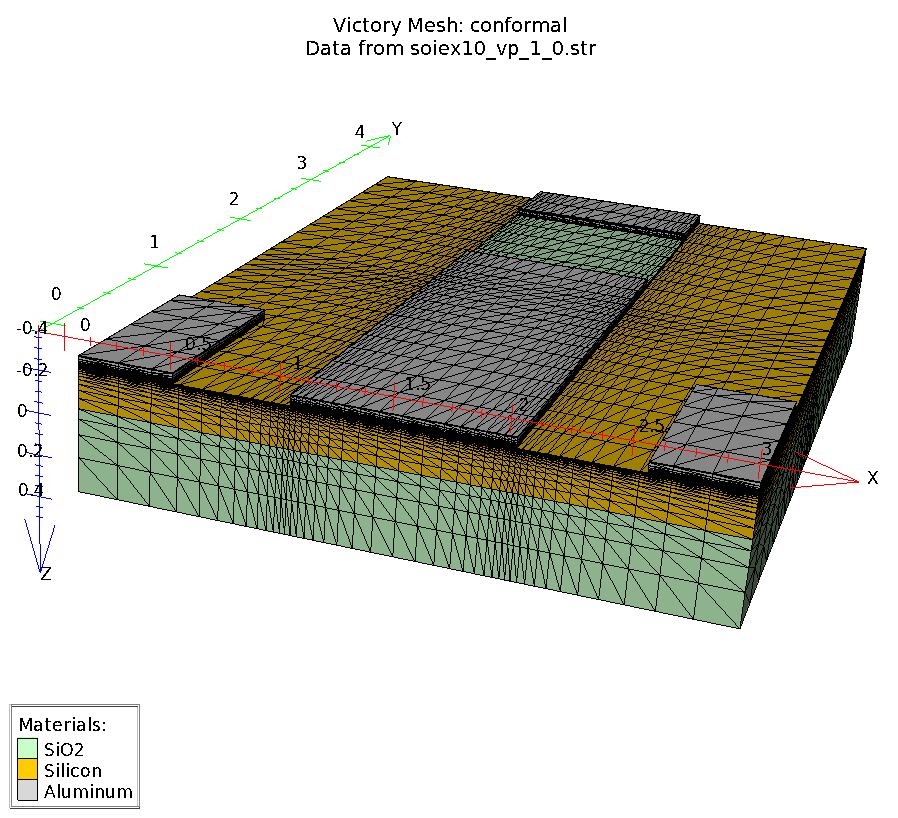 Victory Mesh: conformal
Data from soiex10_vp_1_0.str
4 Y
3
2
1
0
-0.4 0
0.5
-0.2
1
1.5
0
2
2.5
0.2
3
X
0.4
Z
Materials:
SiO2
Silicon
Aluminum